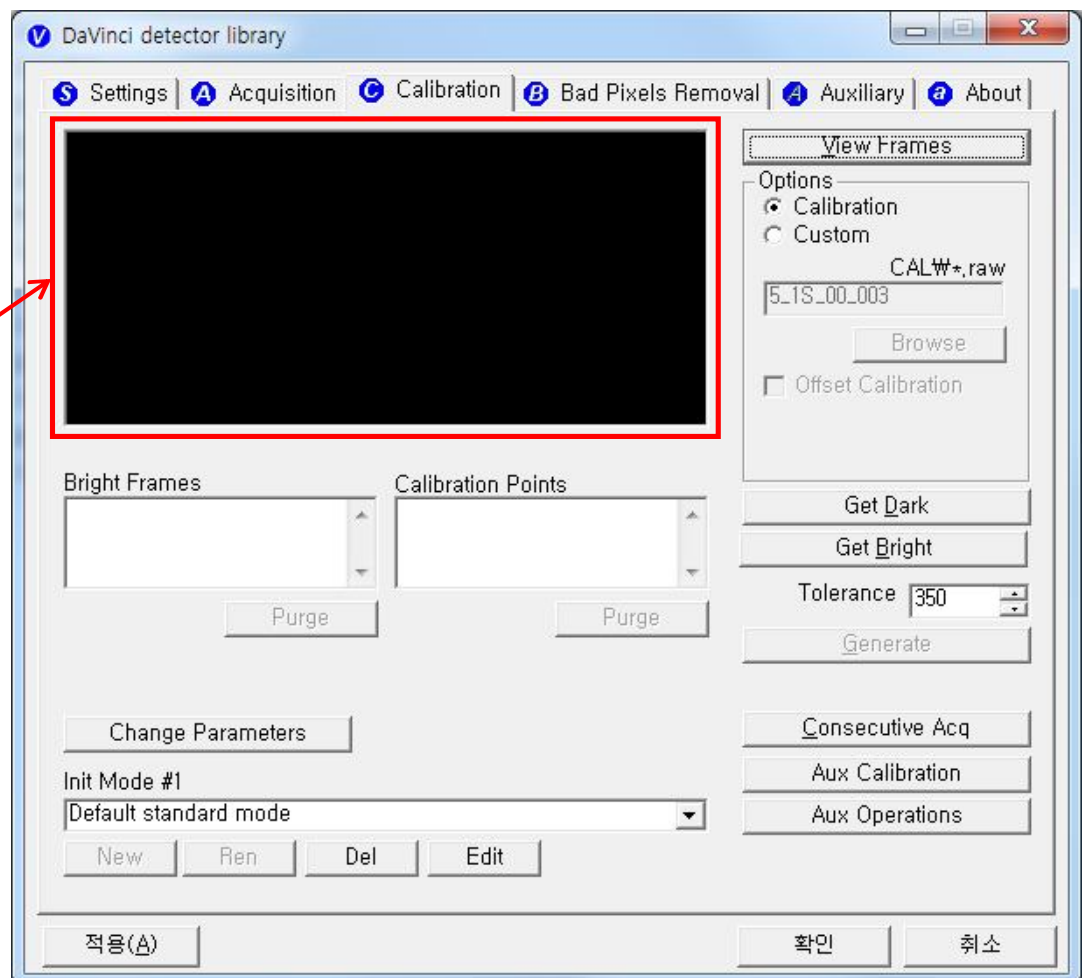 V DaVinci detector library
S Settings A Acquisition C Calibration B Bad Pixels Removal A Auxiliary a About
View Frames
Options
Calibration
Custom
CAL₩*.raw
5_1S_00_003
Browse
Offset Calibration
Bright Frames
Calibration Points
Get Dark
Get Bright
Purge
Purge
Tolerance 350
Generate
Change Parameters
Consecutive Acq
Init Mode #1
Aux Calibration
Default standard mode
Aux Operations
New Ren Del Edit
적용(A) 확인 취소